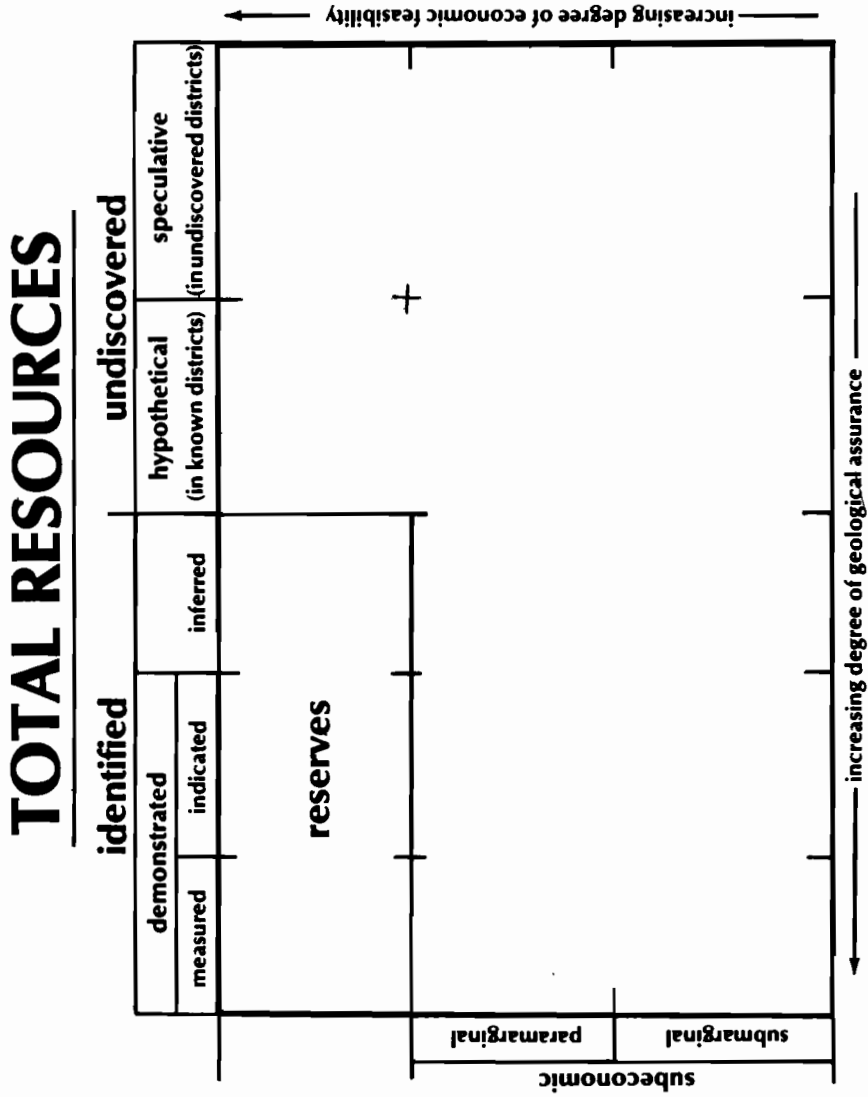 TOTAL RESOURCES
identified
undiscovered
demonstrated
measured
indicated
inferred
hypothetical
(in known districts)
speculative
(in undiscovered districts)
reserves
subeconomic
paramarginal
submarginal
increasing degree of economic feasibility
increasing degree of geological assurance